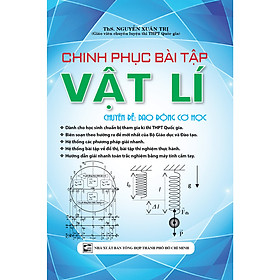 ThS. NGUYỄN XUÂN TRỊ
(Giáo viên chuyên luyện thi THPT Quốc gia)
CHINH PHỤC BÀI TẬP
VẬT LÍ
CHUYÊN ĐỀ: DAO ĐỘNG CƠ HỌC
Dành cho học sinh chuẩn bị tham gia kì thi THPT Quốc gia.
Biên soạn theo hướng ra đề mới nhất của Bộ Giáo dục và Đào tạo.
Hệ thống các phương pháp giải nhanh.
Hệ thống bài tập về đồ thị, bài tập thí nghiệm thực hành.
Hướng dẫn giải nhanh toán trắc nghiệm bằng máy tính cầm tay.
NHÀ XUẤT BẢN TỔNG HỢP THÀNH PHỐ HỒ CHÍ MINH